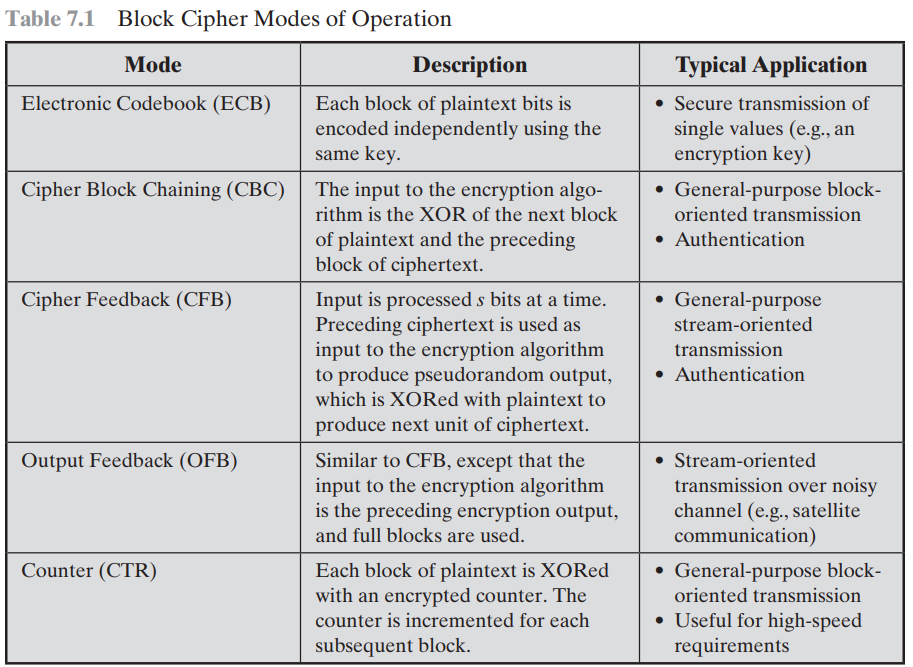 Table 7.1 Block Cipher Modes of Operation
Mode Description Typical Application
Electronic Codebook (ECB)
Each block of plaintext bits is
encoded independently using the
same key.
• Secure transmission of
single values (e.g., an
encryption key)
Cipher Block Chaining (CBC)
The input to the encryption algo-
rithm is the XOR of the next block
of plaintext and the preceding
block of ciphertext.
• General-purpose block-
oriented transmission
• Authentication
Cipher Feedback (CFB)
Input is processed s bits at a time.
Preceding ciphertext is used as
input to the encryption algorithm
to produce pseudorandom output,
which is XORed with plaintext to
produce next unit of ciphertext.
• General-purpose
stream-oriented
transmission
• Authentication
Output Feedback (OFB)
Similar to CFB, except that the
input to the encryption algorithm
is the preceding encryption output,
and full blocks are used.
• Stream-oriented
transmission over noisy
channel (e.g., satellite
communication)
Counter (CTR)
Each block of plaintext is XORed
with an encrypted counter. The
counter is incremented for each
subsequent block.
• General-purpose block-
oriented transmission
• Useful for high-speed
requirements